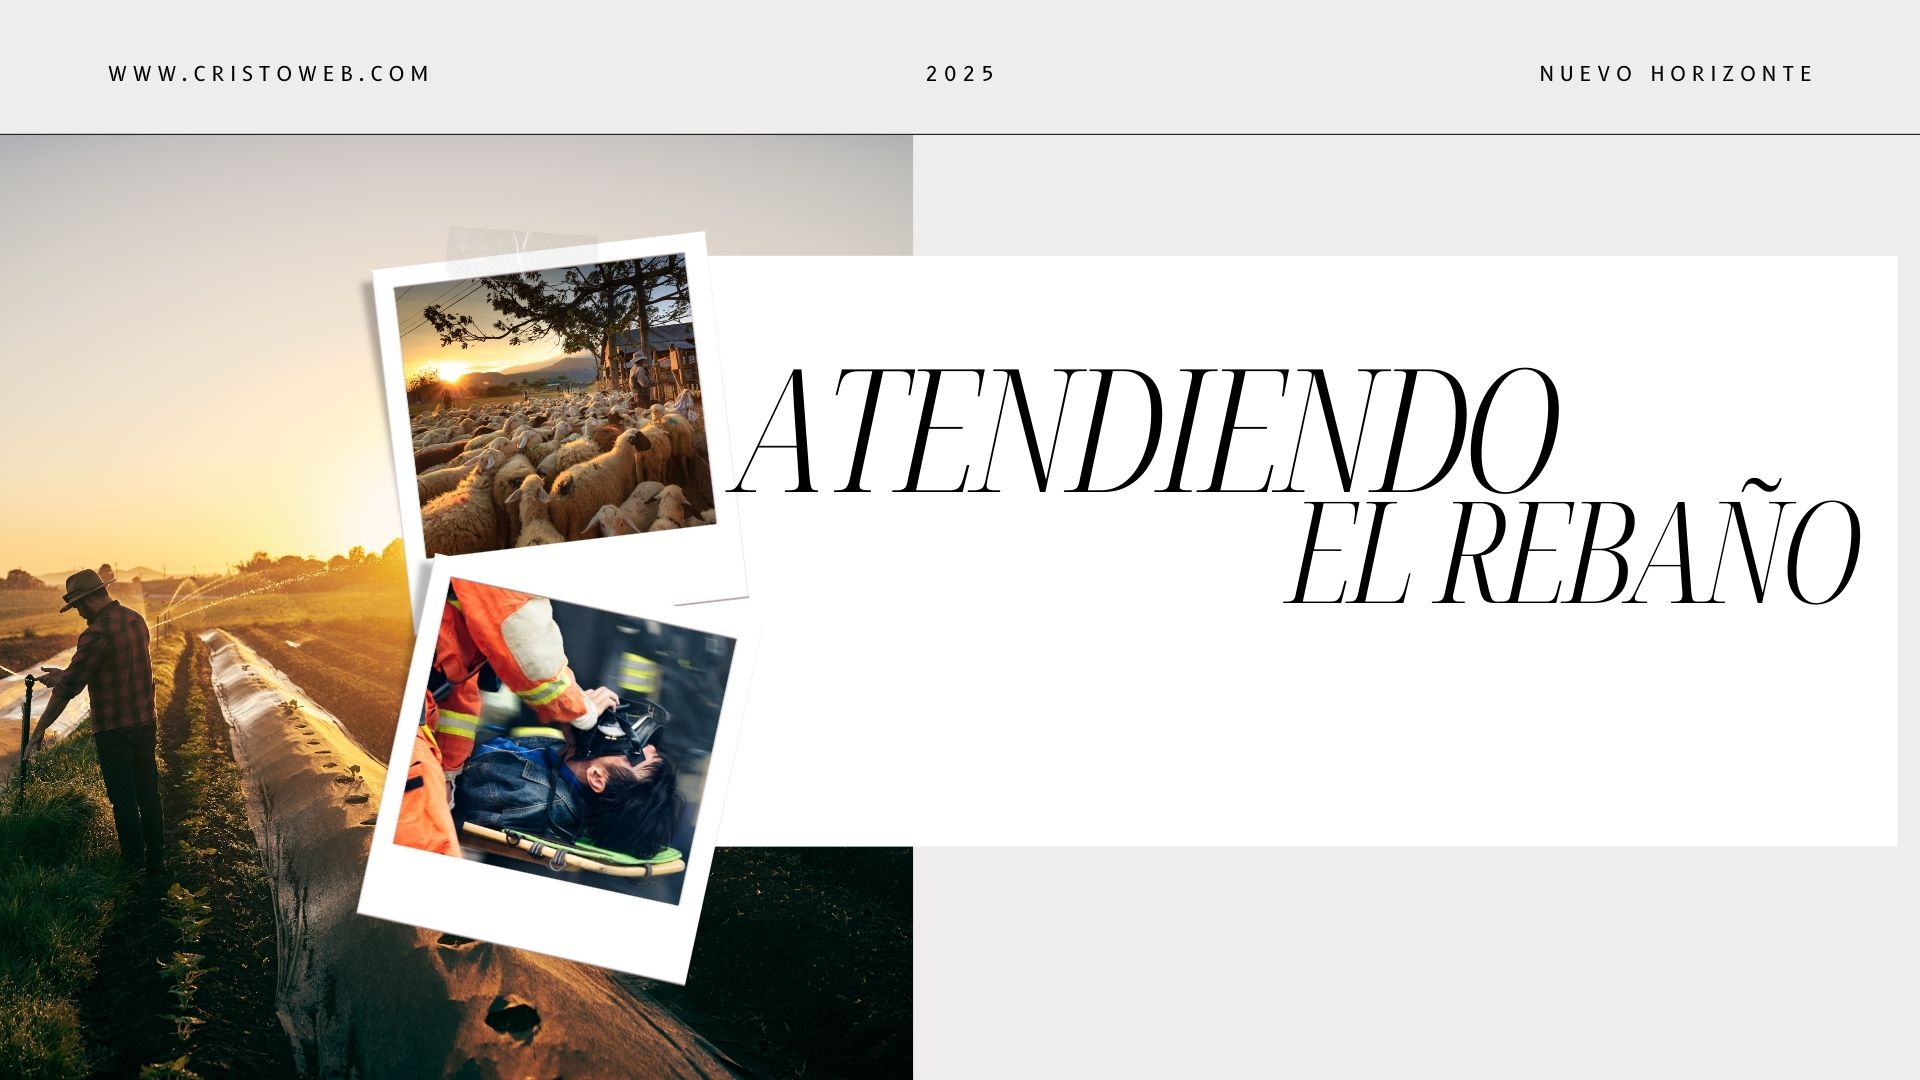 WWW.CRISTOWEB.COM
2025
NUEVO HORIZONTE
ATENDIENDO
EL REBAÑO